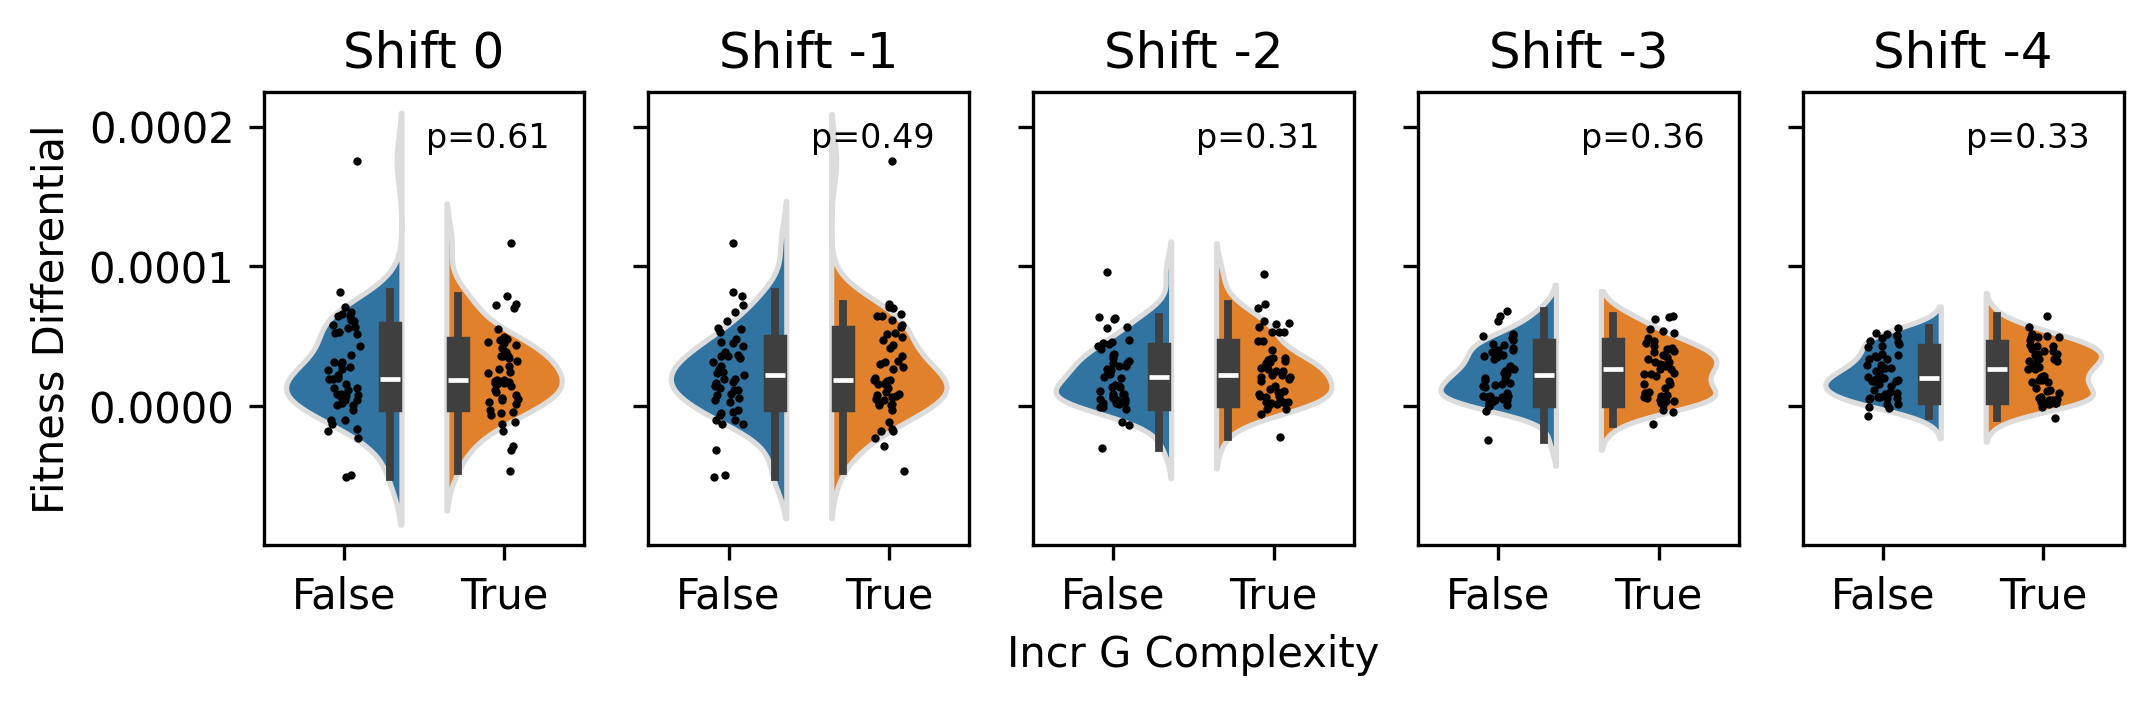 Shift 0
Shift -1
Shift -2
Shift -3
Shift -4
Fitness Differential
0.0002
0.0001
0.0000
p=0.61
p=0.49
p=0.31
p=0.36
p=0.33
False True
False True
False True
False True
False True
Incr G Complexity